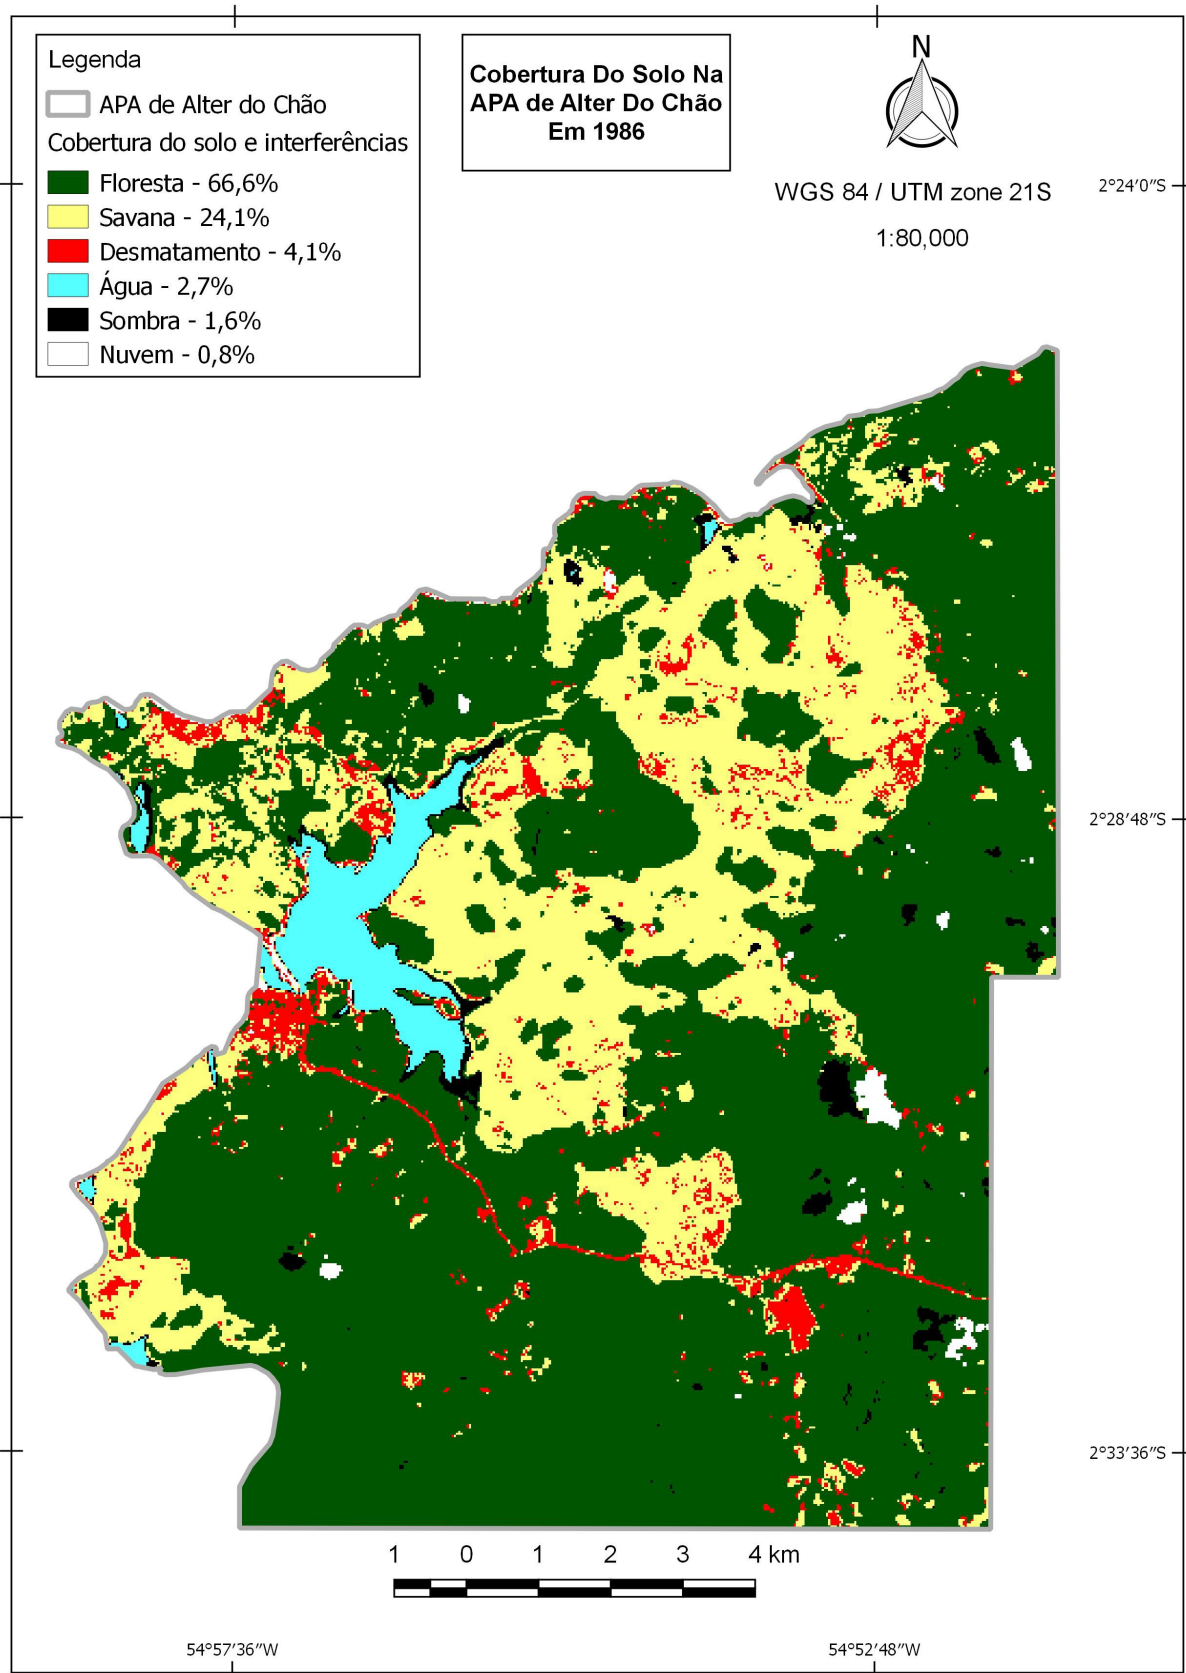 Legenda
APA de Alter do Chão
Cobertura do solo e interferências
Floresta - 66,6%
Savana - 24,1%
Desmatamento - 4,1%
Água - 2,7%
Sombra - 1,6%
Nuvem - 0,8%
Cobertura Do Solo Na
APA de Alter Do Chão
Em 1986
N
WGS 84 / UTM zone 21S
1:80,000
2°24′0″S
2°28′48″S
2°33′36″S
1 0 1 2 3 4 km
54°57′36″W 54°52′48″W